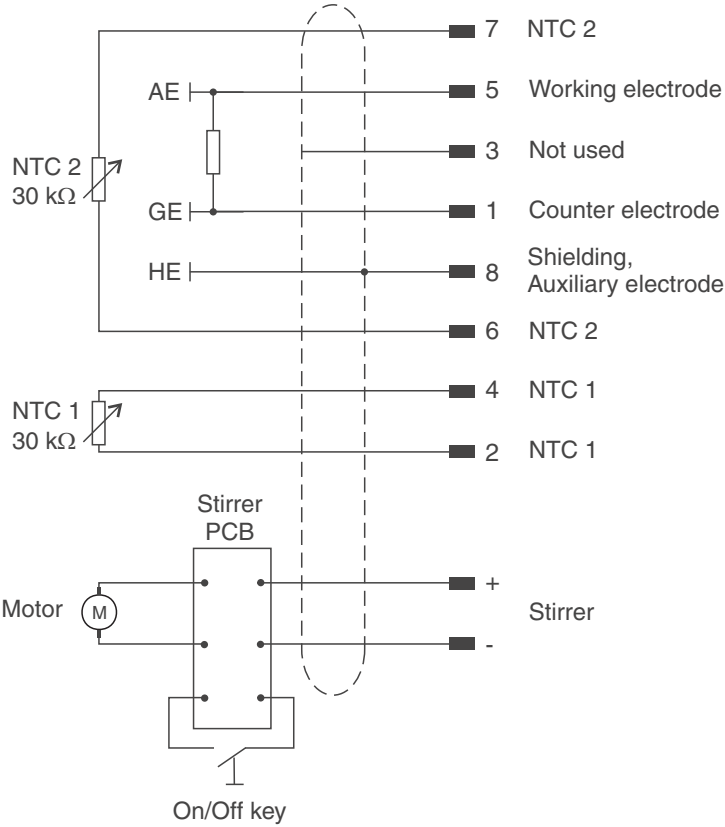 7 NTC 2
AE
5 Working electrode
NTC 2
30 kΩ
3 Not used
GE
1 Counter electrode
HE
8 Shielding,
Auxiliary electrode
6 NTC 2
NTC 1
30 kΩ
4 NTC 1
2 NTC 1
Stirrer
PCB
Motor
M
+
Stirrer
-
On/Off key